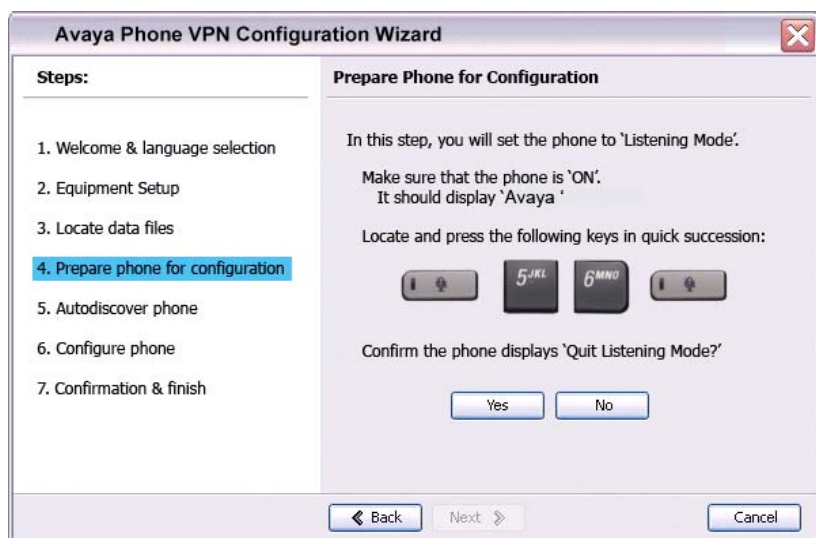 Avaya Phone VPN Configuration Wizard
Steps:
1. Welcome & language selection
2. Equipment Setup
3. Locate data files
4. Prepare phone for configuration
5. Autodiscover phone
6. Configure phone
7. Confirmation & finish
Prepare Phone for Configuration
In this step, you will set the phone to ‘Listening Mode’.
Make sure that the phone is ‘ON’.
It should display ‘Avaya ‘
Locate and press the following keys in quick succession:
5JKL 6MNO
Confirm the phone displays ‘Quit Listening Mode?’
Yes No
Back Next Cancel